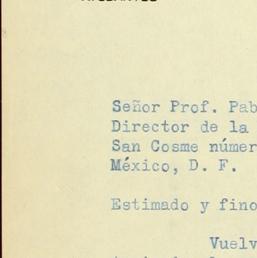 Señor Prof. Pab
Director de la
San Cosme númer
México, D. F.
Estimado y fino
Vuelv